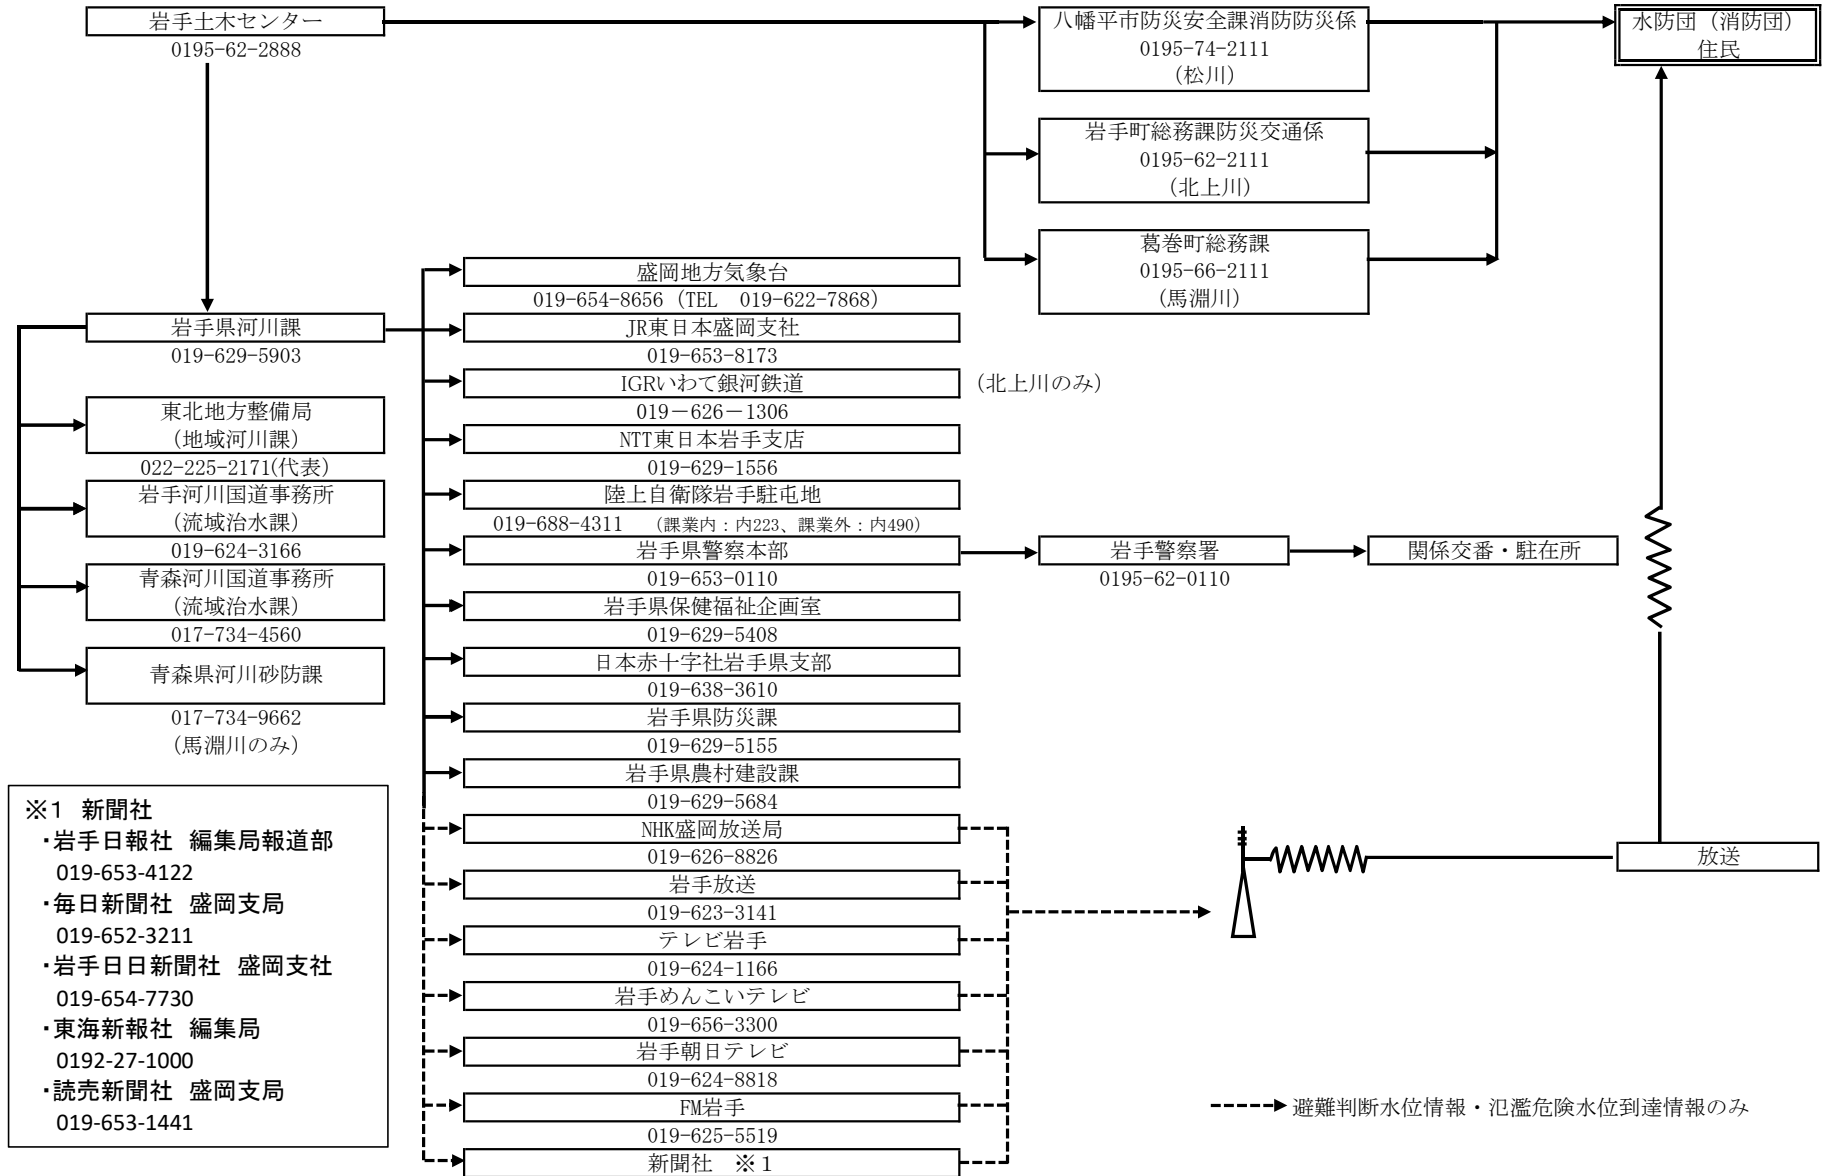 岩手土木センター
0195-62-2888
八幡平市防災安全課消防防災係
0195-74-2111
(松川)
水防団（消防団）
住民
岩手町総務課防災交通係
0195-62-2111
(北上川)
葛巻町総務課
0195-66-2111
(馬淵川)
岩手県河川課
019-629-5903
東北地方整備局
(地域河川課)
022-225-2171(代表)
岩手河川国道事務所
(流域治水課)
019-624-3166
青森河川国道事務所
(流域治水課)
017-734-4560
青森県河川砂防課
017-734-9662
(馬淵川のみ)
盛岡地方気象台
019-654-8656（TEL　019-622-7868）
JR東日本盛岡支社
019-653-8173
IGRいわて銀河鉄道 (北上川のみ)
019－626－1306
NTT東日本岩手支店
019-629-1556
陸上自衛隊岩手駐屯地
019-688-4311　（課業内：内223、課業外：内490）
岩手県警察本部
019-653-0110
岩手警察署
0195-62-0110
関係交番・駐在所
岩手県保健福祉企画室
019-629-5408
日本赤十字社岩手県支部
019-638-3610
岩手県防災課
019-629-5155
岩手県農村建設課
019-629-5684
NHK盛岡放送局
019-626-8826
岩手放送
019-623-3141
テレビ岩手
019-624-1166
岩手めんこいテレビ
019-656-3300
岩手朝日テレビ
019-624-8818
FM岩手
019-625-5519
新聞社　※１
放送
避難判断水位情報・氾濫危険水位到達情報のみ
※1　新聞社
・岩手日報社　編集局報道部
019-653-4122
・毎日新聞社　盛岡支局
019-652-3211
・岩手日日新聞社　盛岡支社
019-654-7730
・東海新報社　編集局
0192-27-1000
・読売新聞社　盛岡支局
019-653-1441